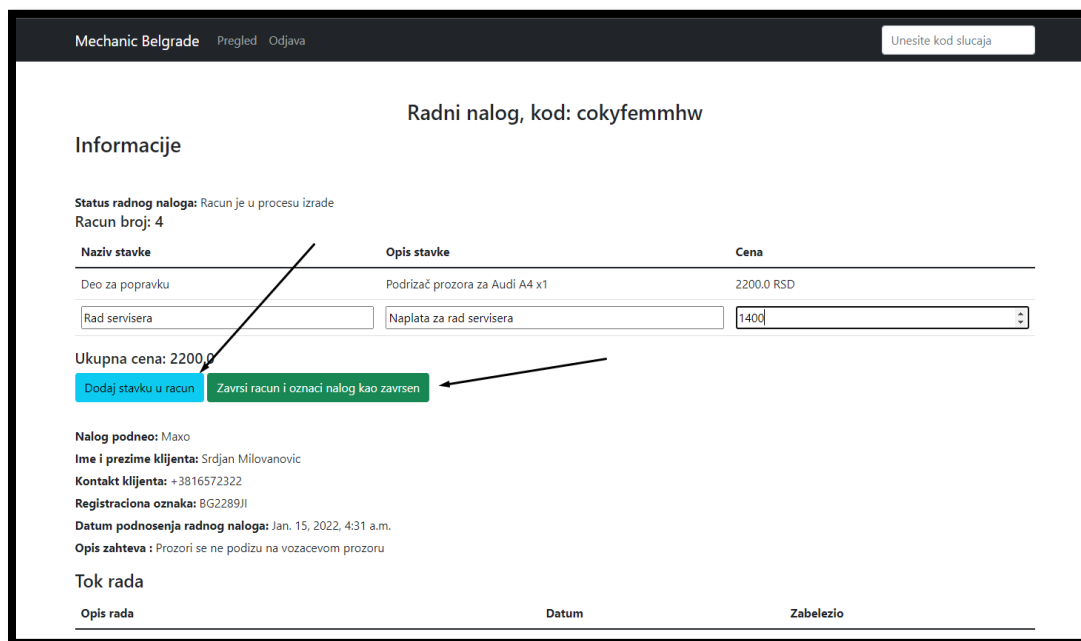 Mechanic Belgrade Pregled Odjava Unesite kod slucaja
Radni nalog, kod: cokyfemmhw
Informacije
Status radnog naloga: Racun je u procesu izrade
Racun broj: 4
Naziv stavke Opis stavke Cena
Deo za popravku Podrizač prozora za Audi A4 x1 2200.0 RSD
Rad servisera Naplata za rad servisera 1400
Ukupna cena: 2200.0
Dodaj stavku u racun Zavrsi racun i oznaci nalog kao zavrsen
Nalog podneo: Maxo
Ime i prezime klijenta: Srdjan Milovanovic
Kontakt klijenta: +3816572322
Registraciona oznaka: BG2289JI
Datum podnosenja radnog naloga: Jan. 15, 2022, 4:31 a.m.
Opis zahteva : Prozori se ne podizu na vozacevom prozoru
Tok rada
Opis rada Datum Zabelezio